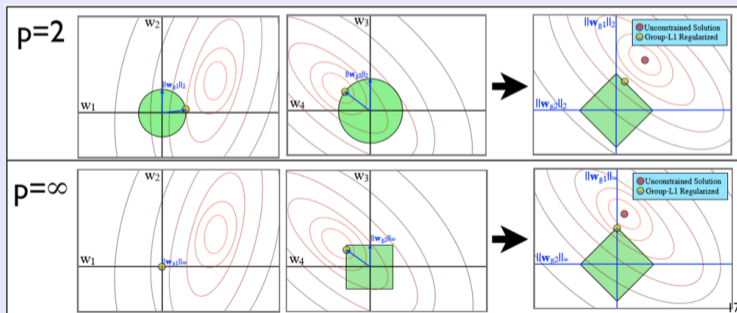 p=2
w₂
w₁
||w_g1||₂
w₃
w₄
||w_g2||₂
||w_g1||₂
||w_g2||₂
Unconstrained Solution
Group-L1 Regularized
p=∞
w₂
w₁
||w_g1||∞
w₃
w₄
||w_g2||∞
||w_g1||∞
||w_g2||∞
Unconstrained Solution
Group-L1 Regularized